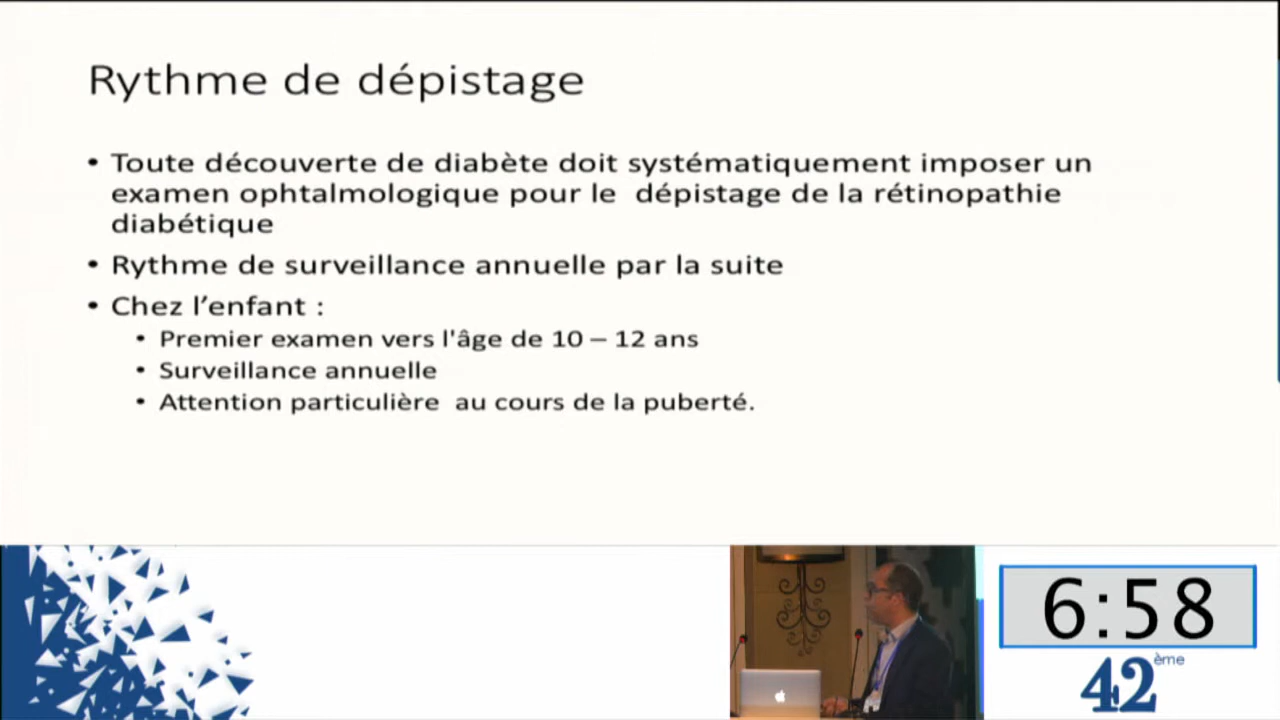 Rythme de dépistage
• Toute découverte de diabète doit systématiquement imposer un
examen ophtalmologique pour le dépistage de la rétinopathie
diabétique
• Rythme de surveillance annuelle par la suite
• Chez l’enfant :
• Premier examen vers l'âge de 10 – 12 ans
• Surveillance annuelle
• Attention particulière au cours de la puberté.
6:58
42ème